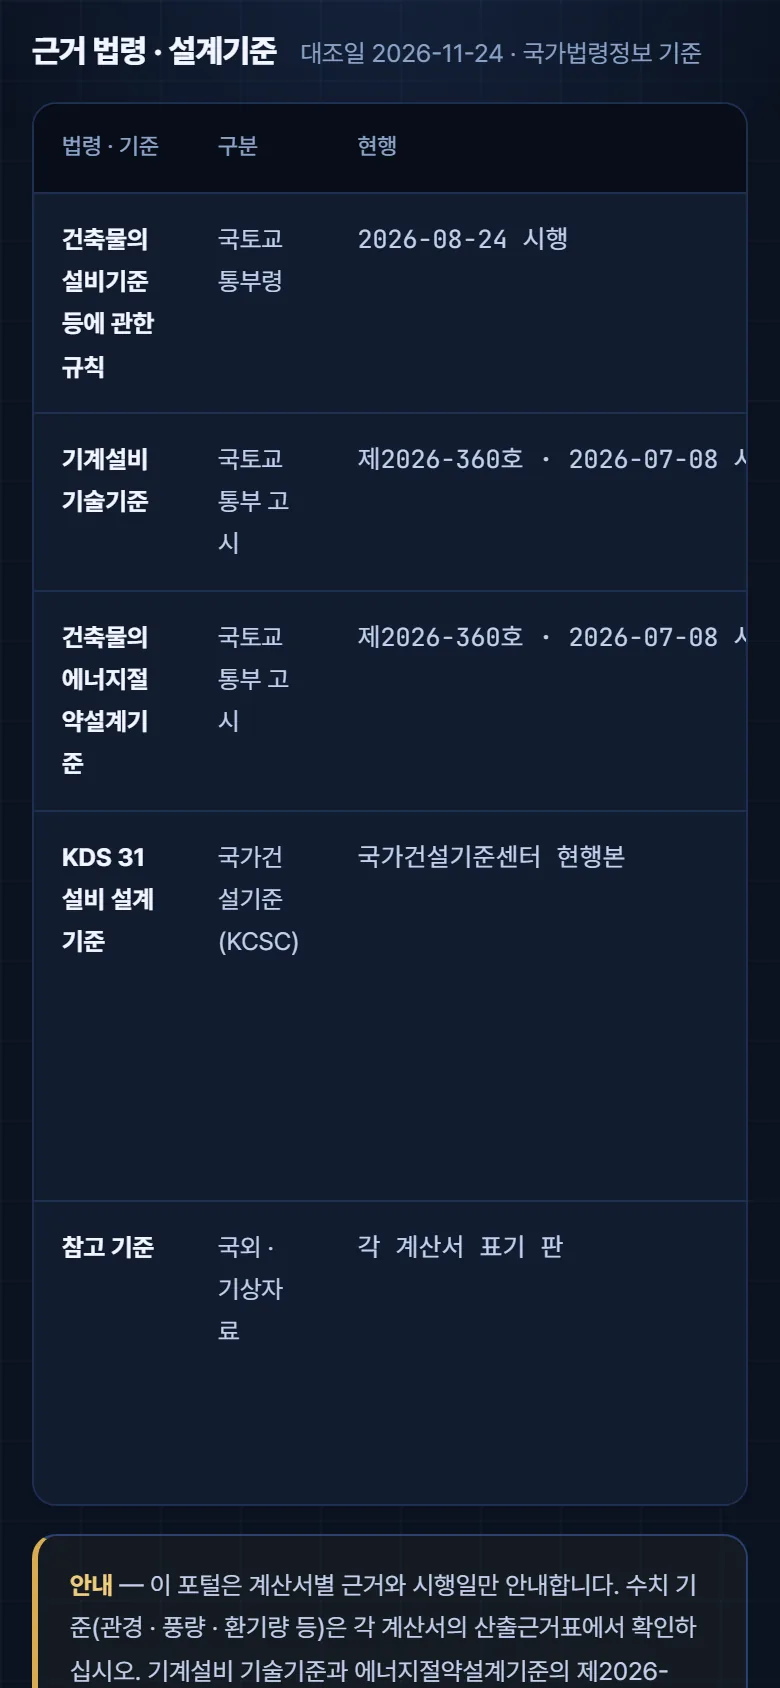 근거 법령 · 설계기준 대조일 2026-11-24 · 국가법령정보 기준
법령 · 기준 구분 현행
건축물의 국토교 2026-08-24 시행
설비기준 통부령
등에 관한
규칙
기계설비 국토교 제2026-360호 · 2026-07-08
기술기준 통부 고
시
건축물의 국토교 제2026-360호 · 2026-07-08
에너지절 통부 고
약설계기 시
준
KDS 31 국가건 국가건설기준센터 현행본
설비 설계 설기준
기준 (KCSC)
참고 기준 국외 · 각 계산서 표기 판
기상자
료
안내 — 이 포털은 계산서별 근거와 시행일만 안내합니다. 수치 기
준(관경 · 풍량 · 환기량 등)은 각 계산서의 산출근거표에서 확인하
십시오. 기계설비 기술기준과 에너지절약설계기준의 제2026-